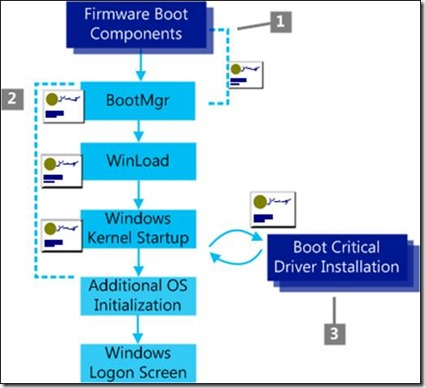 Firmware Boot
Components
1
2
BootMgr
WinLoad
Windows
Kernel Startup
Boot Critical
Driver Installation
Additional OS
Initialization
3
Windows
Logon Screen